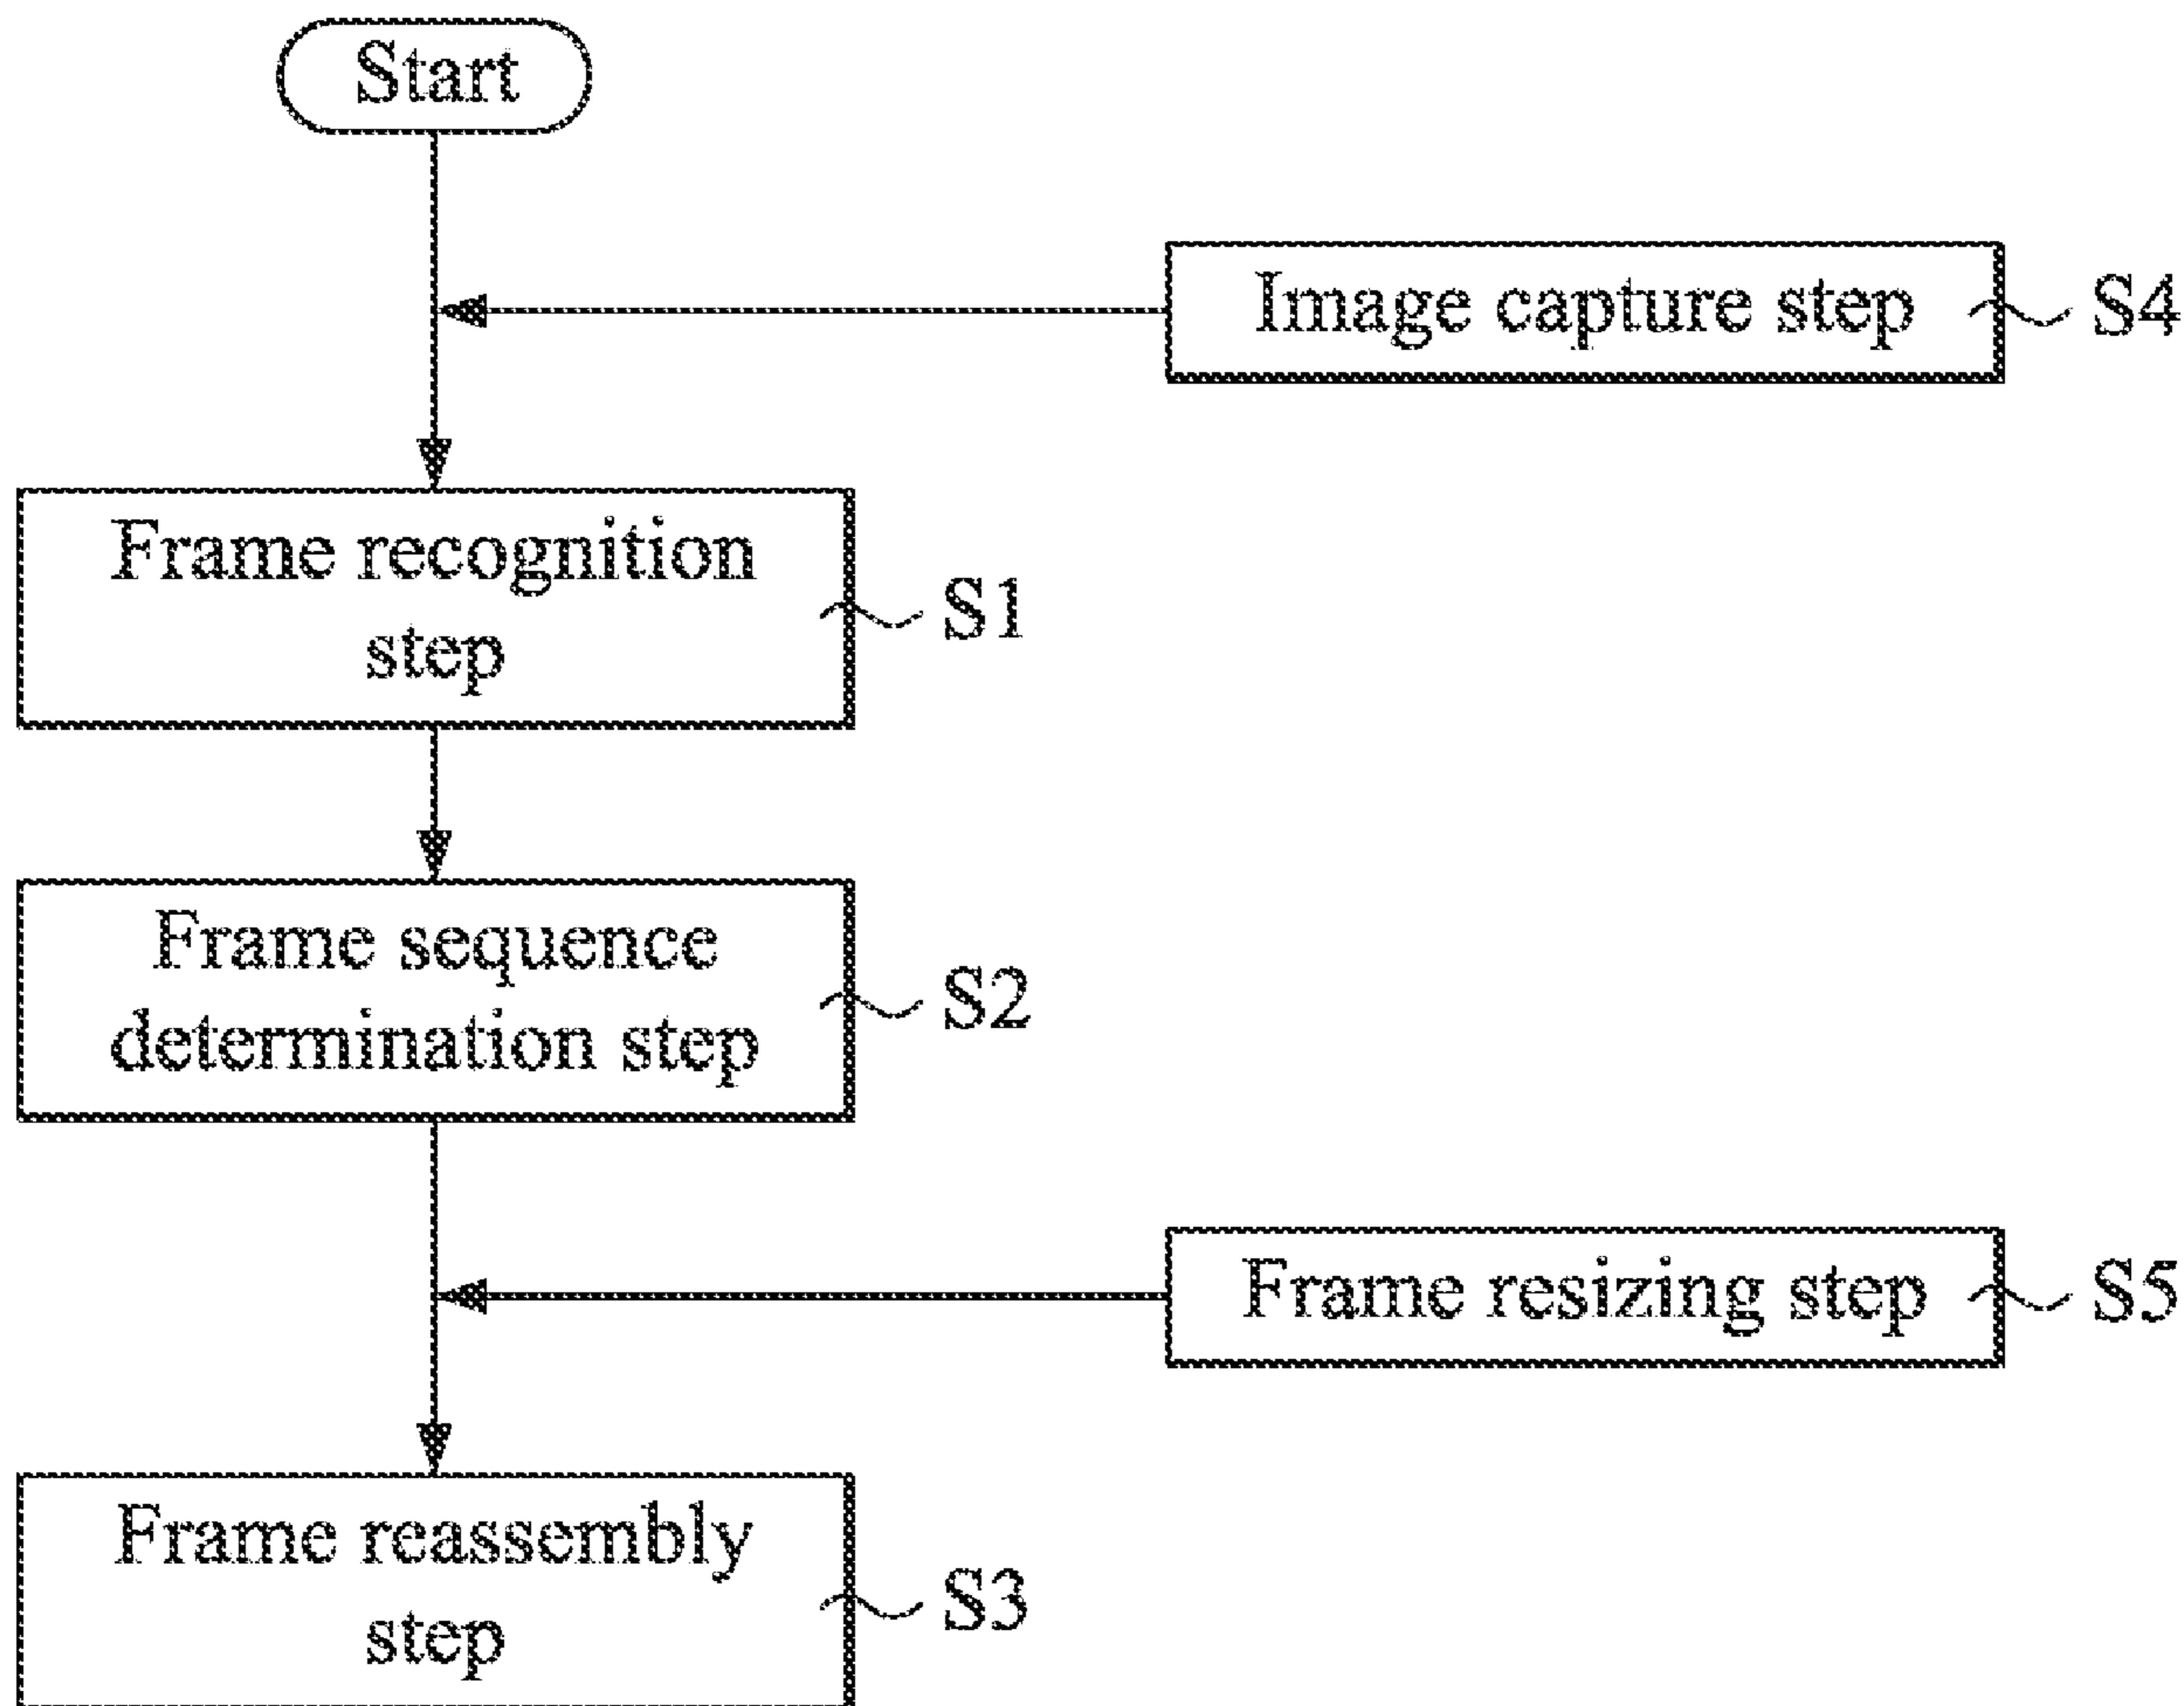 Start
Image capture step
S4
Frame recognition
step
S1
Frame sequence
determination step
S2
Frame resizing step
S5
Frame reassembly
step
S3